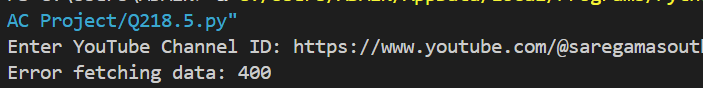 AC Project/Q218.5.py"
Enter YouTube Channel ID: https://www.youtube.com/@saregamasouth
Error fetching data: 400